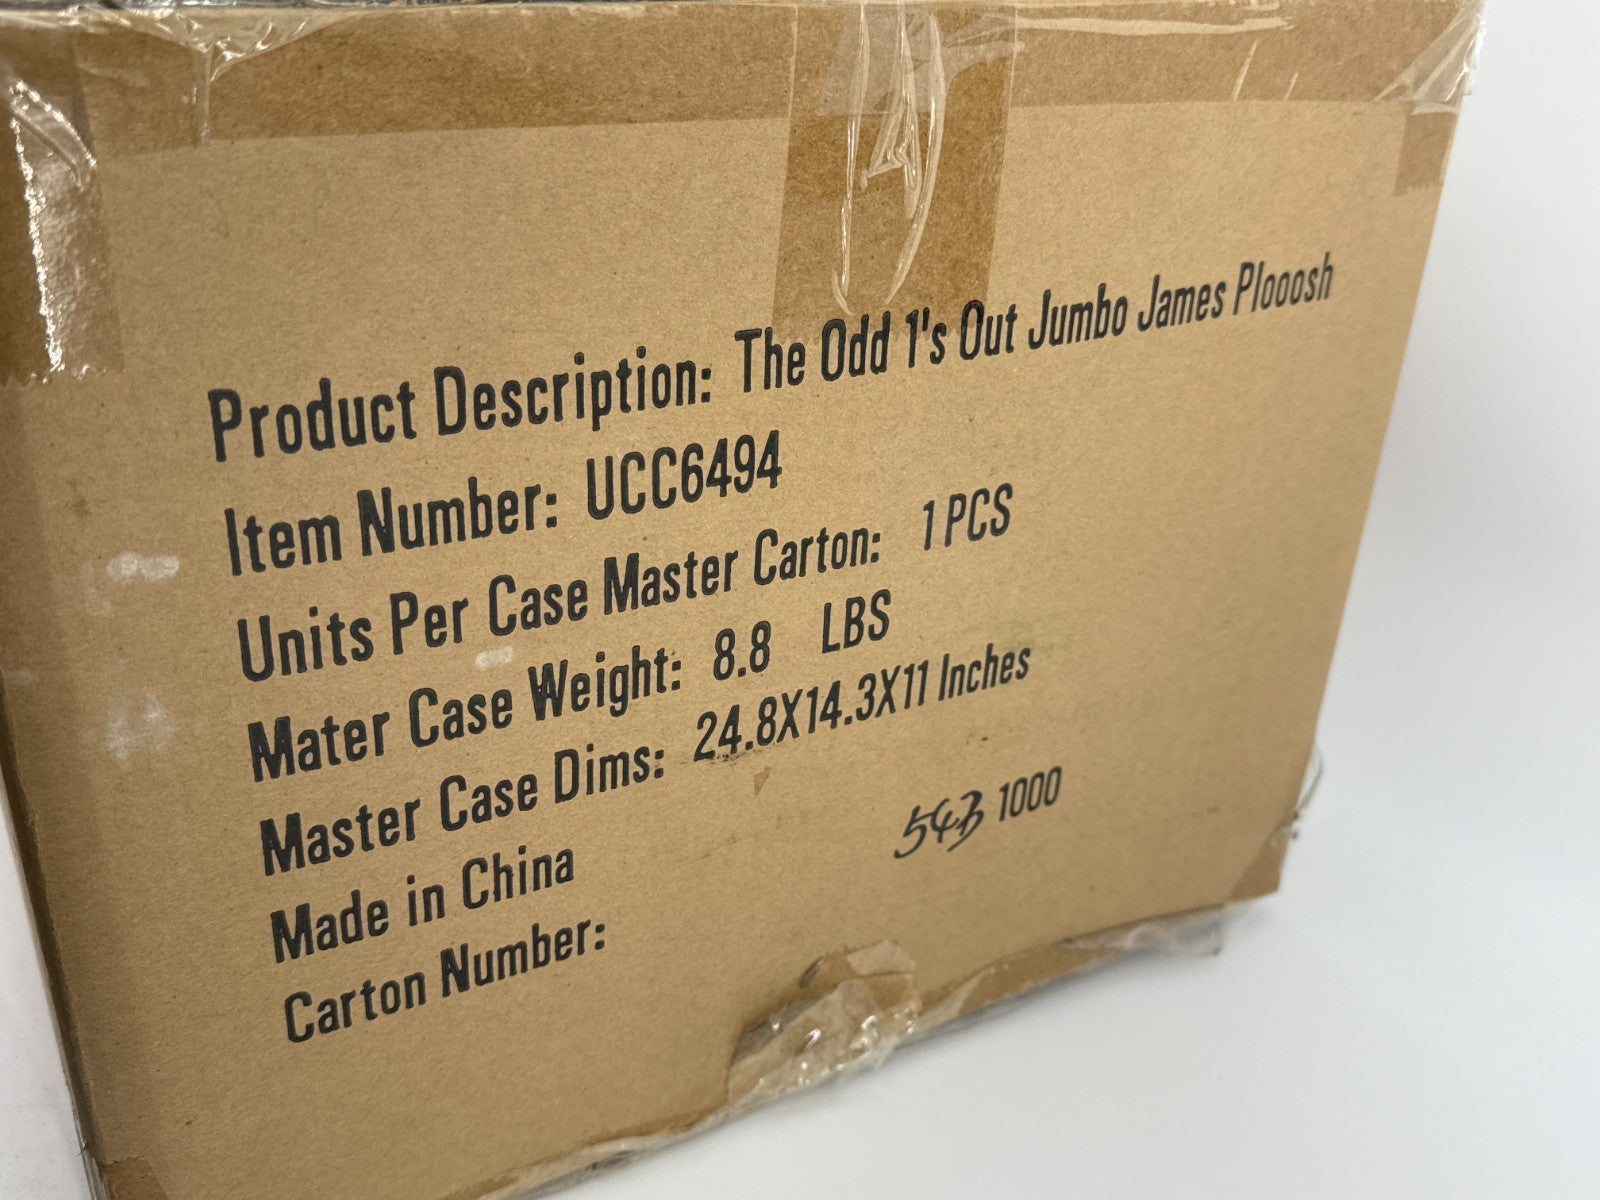 Product Description: The Odd 1's Out Jumbo James Plooosh
Item Number: UCC6494
Units Per Case Master Carton: 1 PCS
Mater Case Weight: 8.8 LBS
Master Case Dims: 24.8X14.3X11 Inches
Made in China
Carton Number: 543 1000